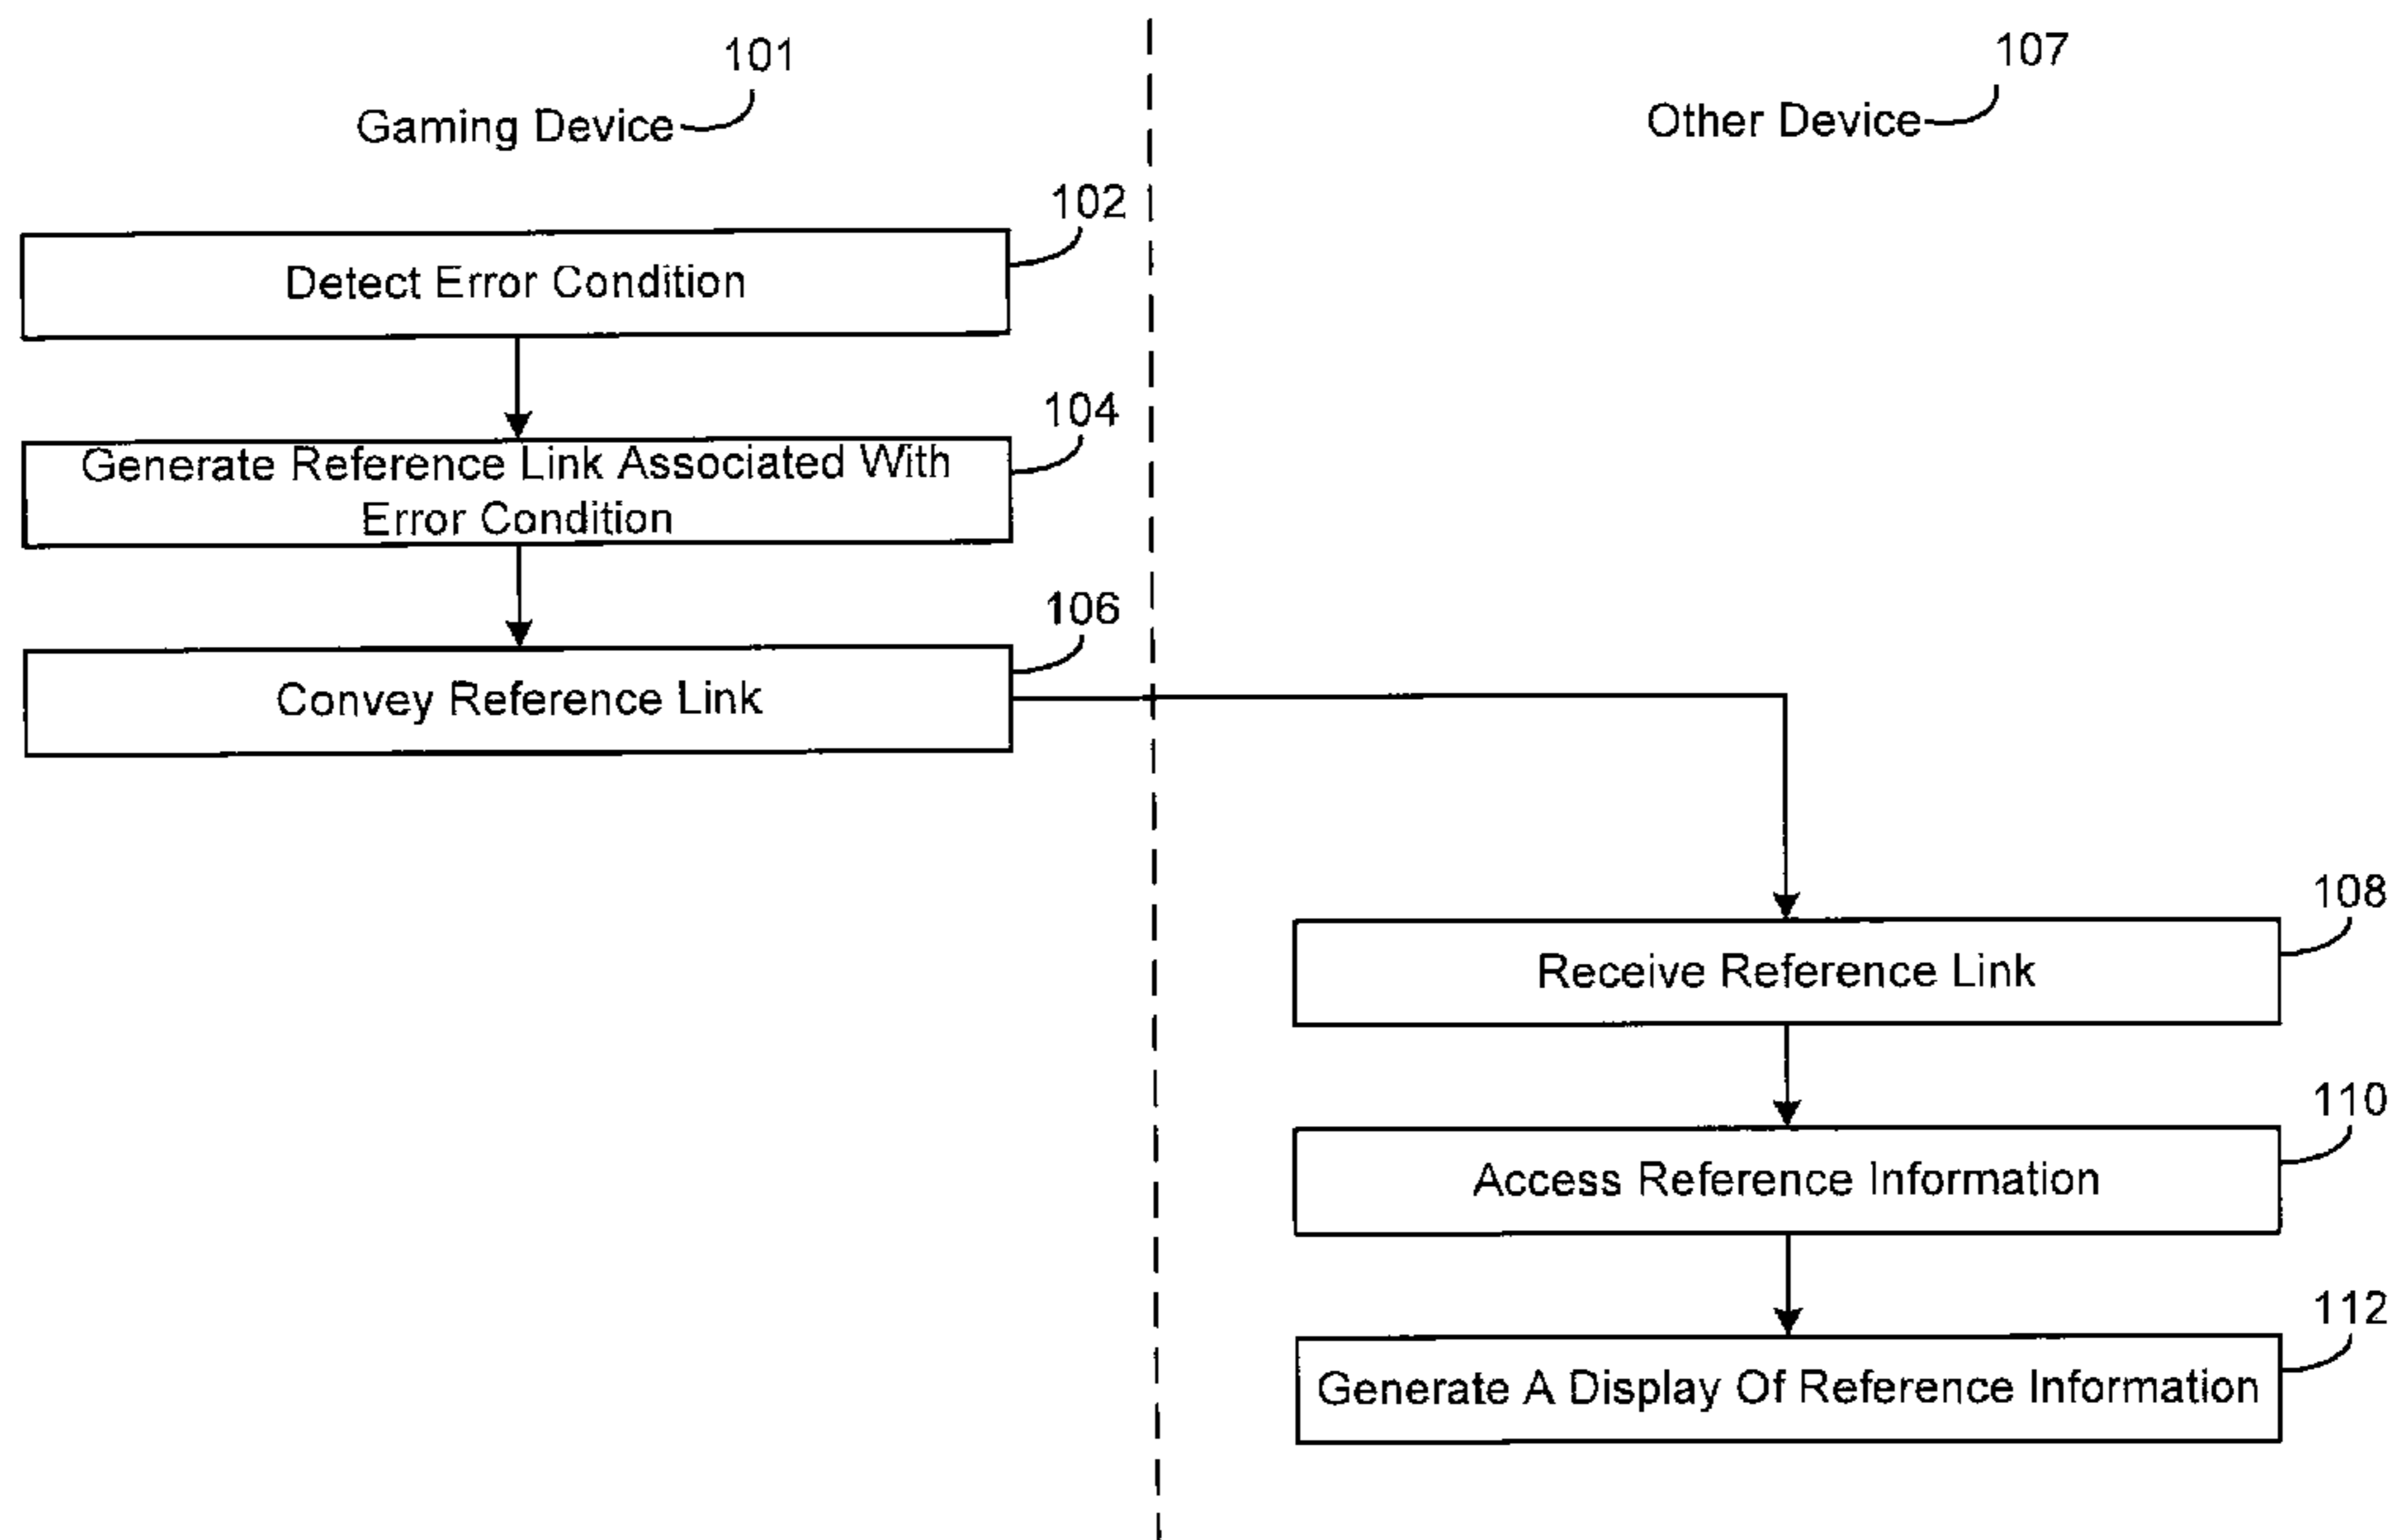 101
Gaming Device
107
Other Device
102
Detect Error Condition
104
Generate Reference Link Associated With
Error Condition
106
Convey Reference Link
108
Receive Reference Link
110
Access Reference Information
112
Generate A Display Of Reference Information